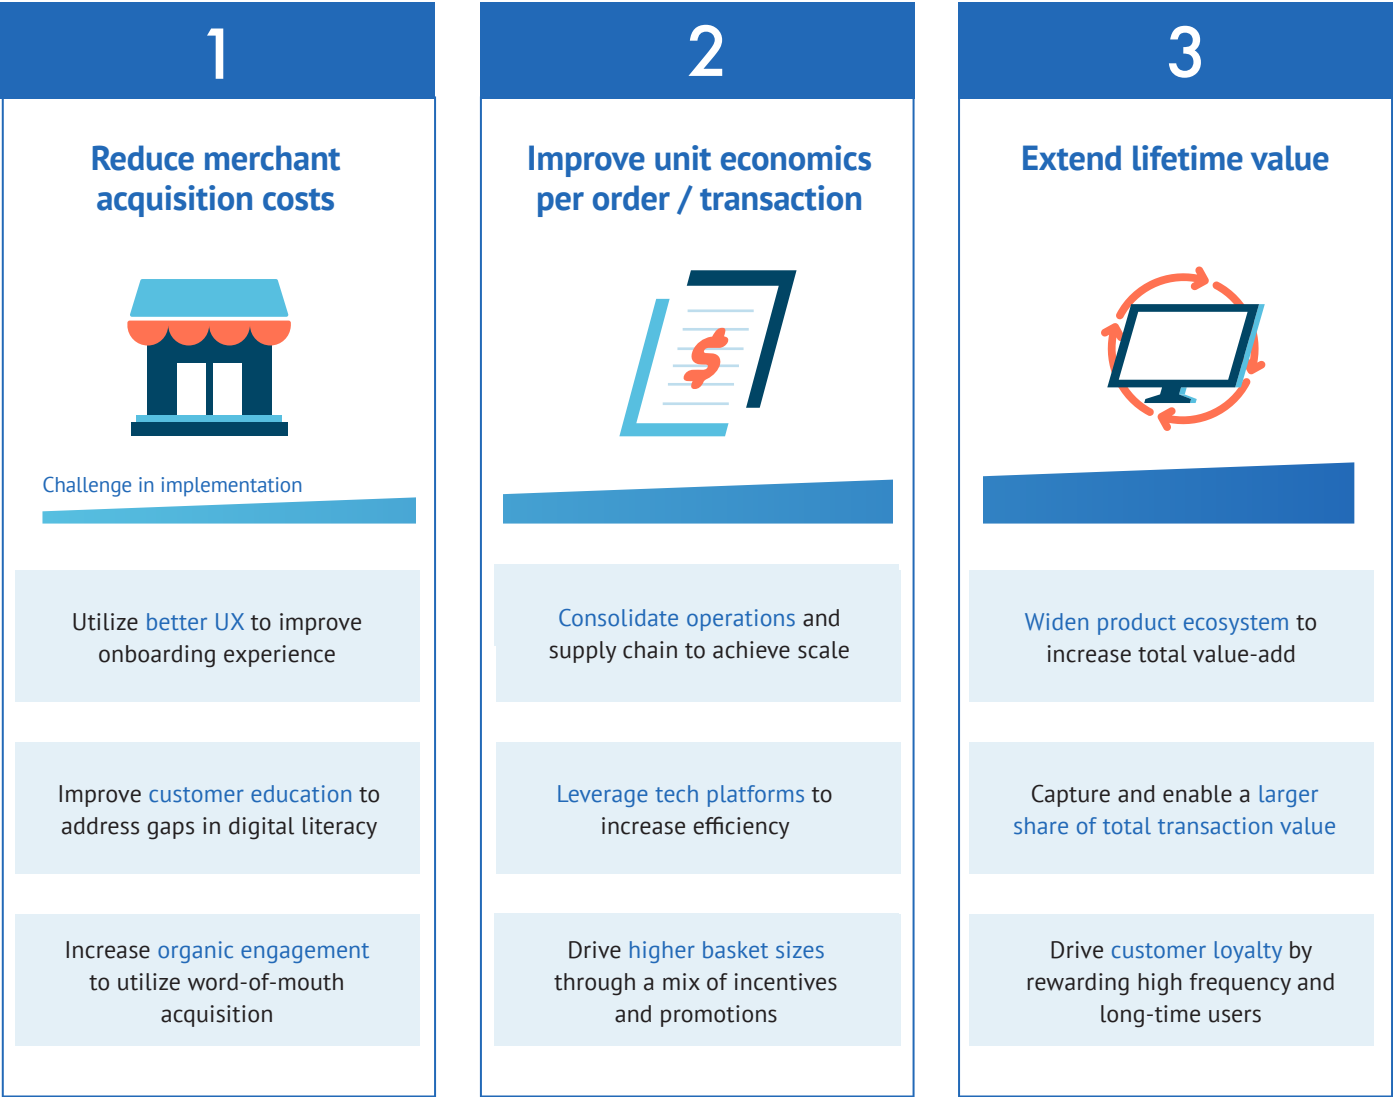 1
Reduce merchant
acquisition costs
Challenge in implementation
Utilize better UX to improve
onboarding experience
Improve customer education to
address gaps in digital literacy
Increase organic engagement
to utilize word-of-mouth
acquisition
2
Improve unit economics
per order / transaction
$
Consolidate operations and
supply chain to achieve scale
Leverage tech platforms to
increase efficiency
Drive higher basket sizes
through a mix of incentives
and promotions
3
Extend lifetime value
Widen product ecosystem to
increase total value-add
Capture and enable a larger
share of total transaction value
Drive customer loyalty by
rewarding high frequency and
long-time users